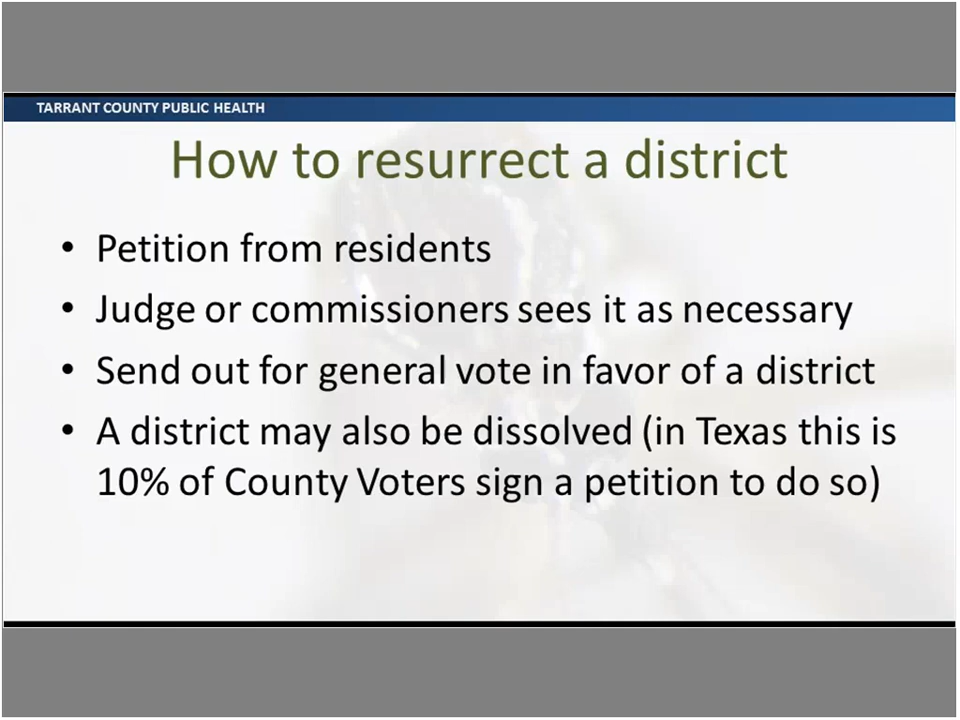 TARRANT COUNTY PUBLIC HEALTH
How to resurrect a district
• Petition from residents
• Judge or commissioners sees it as necessary
• Send out for general vote in favor of a district
• A district may also be dissolved (in Texas this is
10% of County Voters sign a petition to do so)